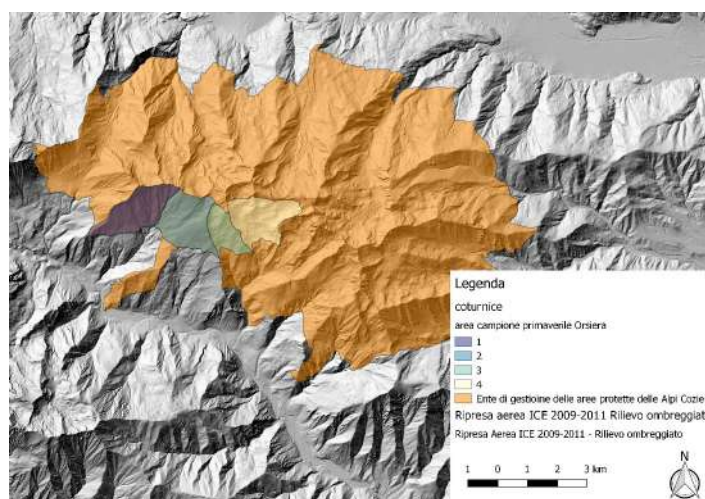 Legenda
coturnice
area campione primaverile Orsiera
1
2
3
4
Ente di gestioine delle aree protette delle Alpi Cozie
Ripresa aerea ICE 2009-2011 Rilievo ombreggiat
Ripresa Aerea ICE 2009-2011 - Rilievo ombreggiato
N
1 0 1 2 3 km